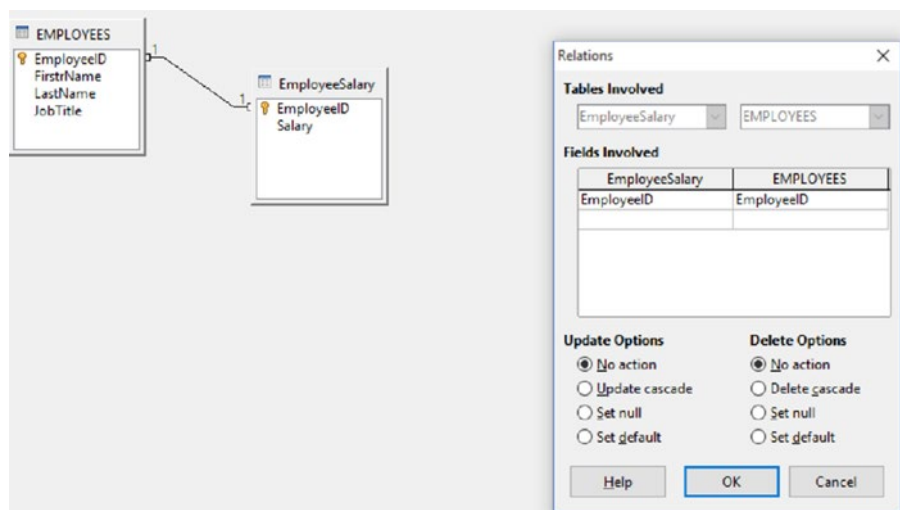 EMPLOYEES
EmployeeID
FirstrName
LastName
JobTitle
1
1
EmployeeSalary
EmployeeID
Salary
Relations
Tables Involved
EmployeeSalary EMPLOYEES
Fields Involved
EmployeeSalary EMPLOYEES
EmployeeID EmployeeID
Update Options Delete Options
No action No action
Update cascade Delete cascade
Set null Set null
Set default Set default
Help OK Cancel